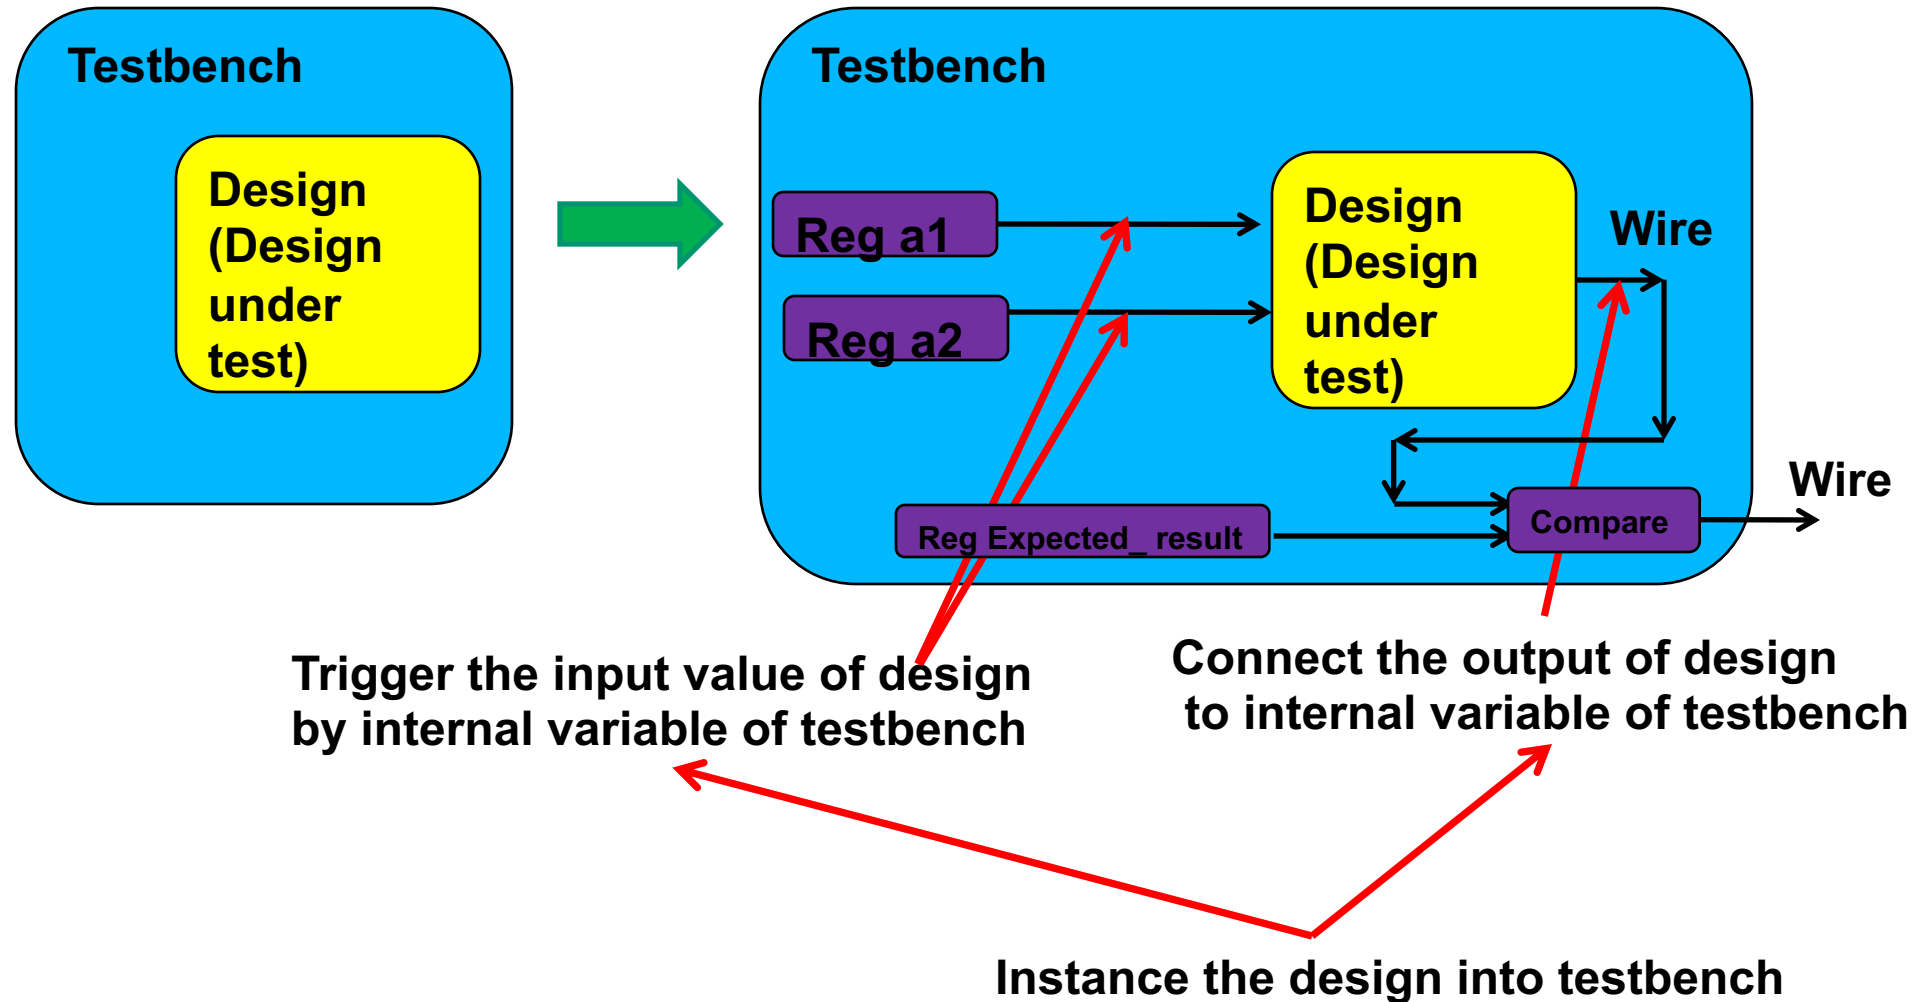 Testbench
Design
(Design
under
test)
Testbench
Reg a1
Reg a2
Design
(Design
under
test)
Wire
Reg Expected_ result
Compare
Wire
Trigger the input value of design
by internal variable of testbench
Connect the output of design
to internal variable of testbench
Instance the design into testbench